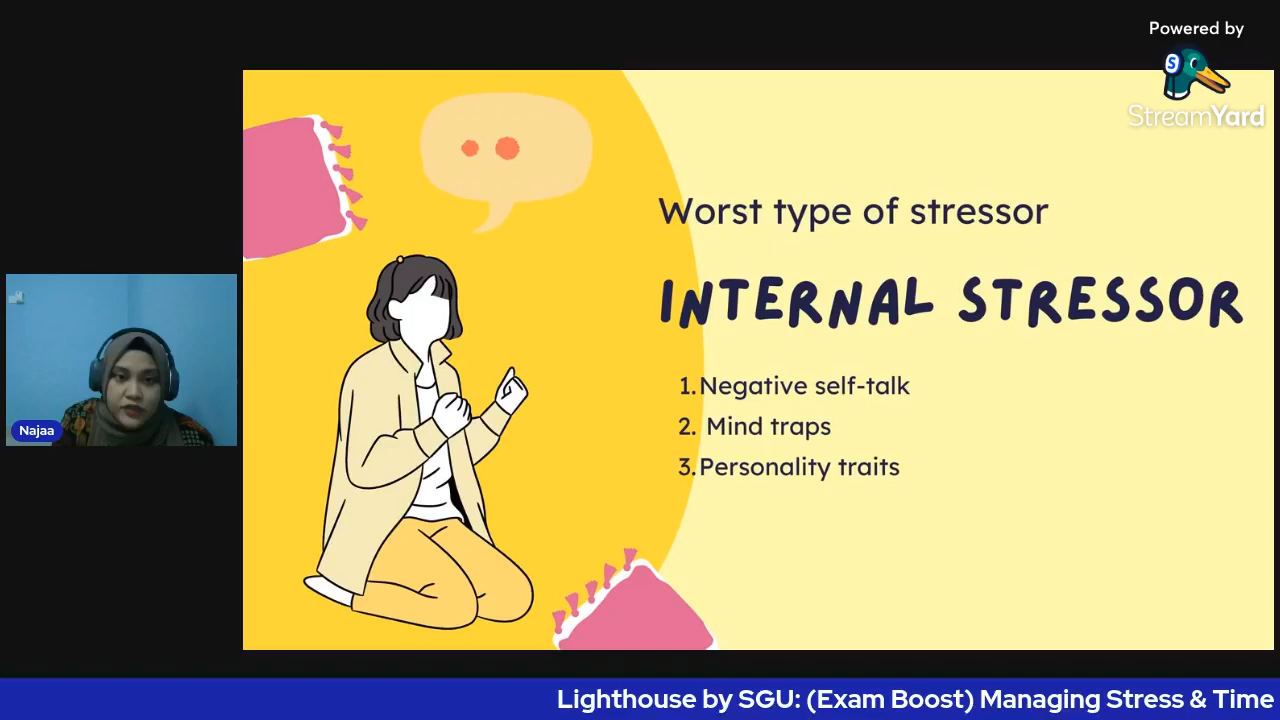 Powered by
S
StreamYard
Worst type of stressor
INTERNAL STRESSOR
1. Negative self-talk
2. Mind traps
3. Personality traits
Najaa
Lighthouse by SGU: (Exam Boost) Managing Stress & Time